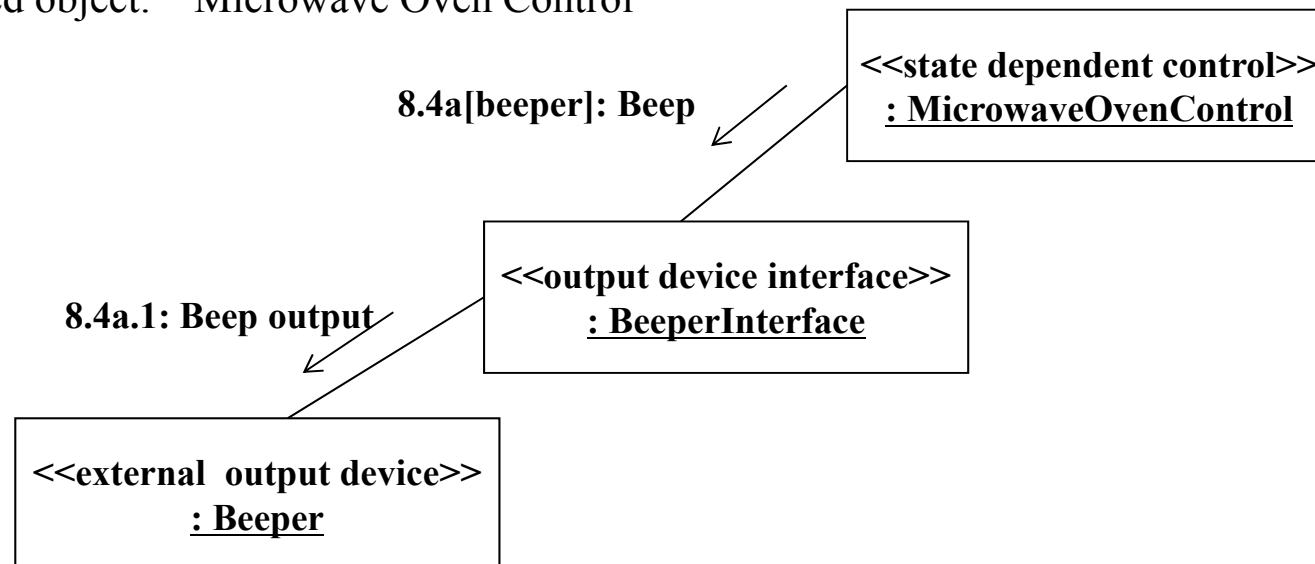 ed object: Microwave Oven Control
<<state dependent control>>
: MicrowaveOvenControl
8.4a[beeper]: Beep
<<output device interface>>
: BeeperInterface
8.4a.1: Beep output
<<external output device>>
: Beeper